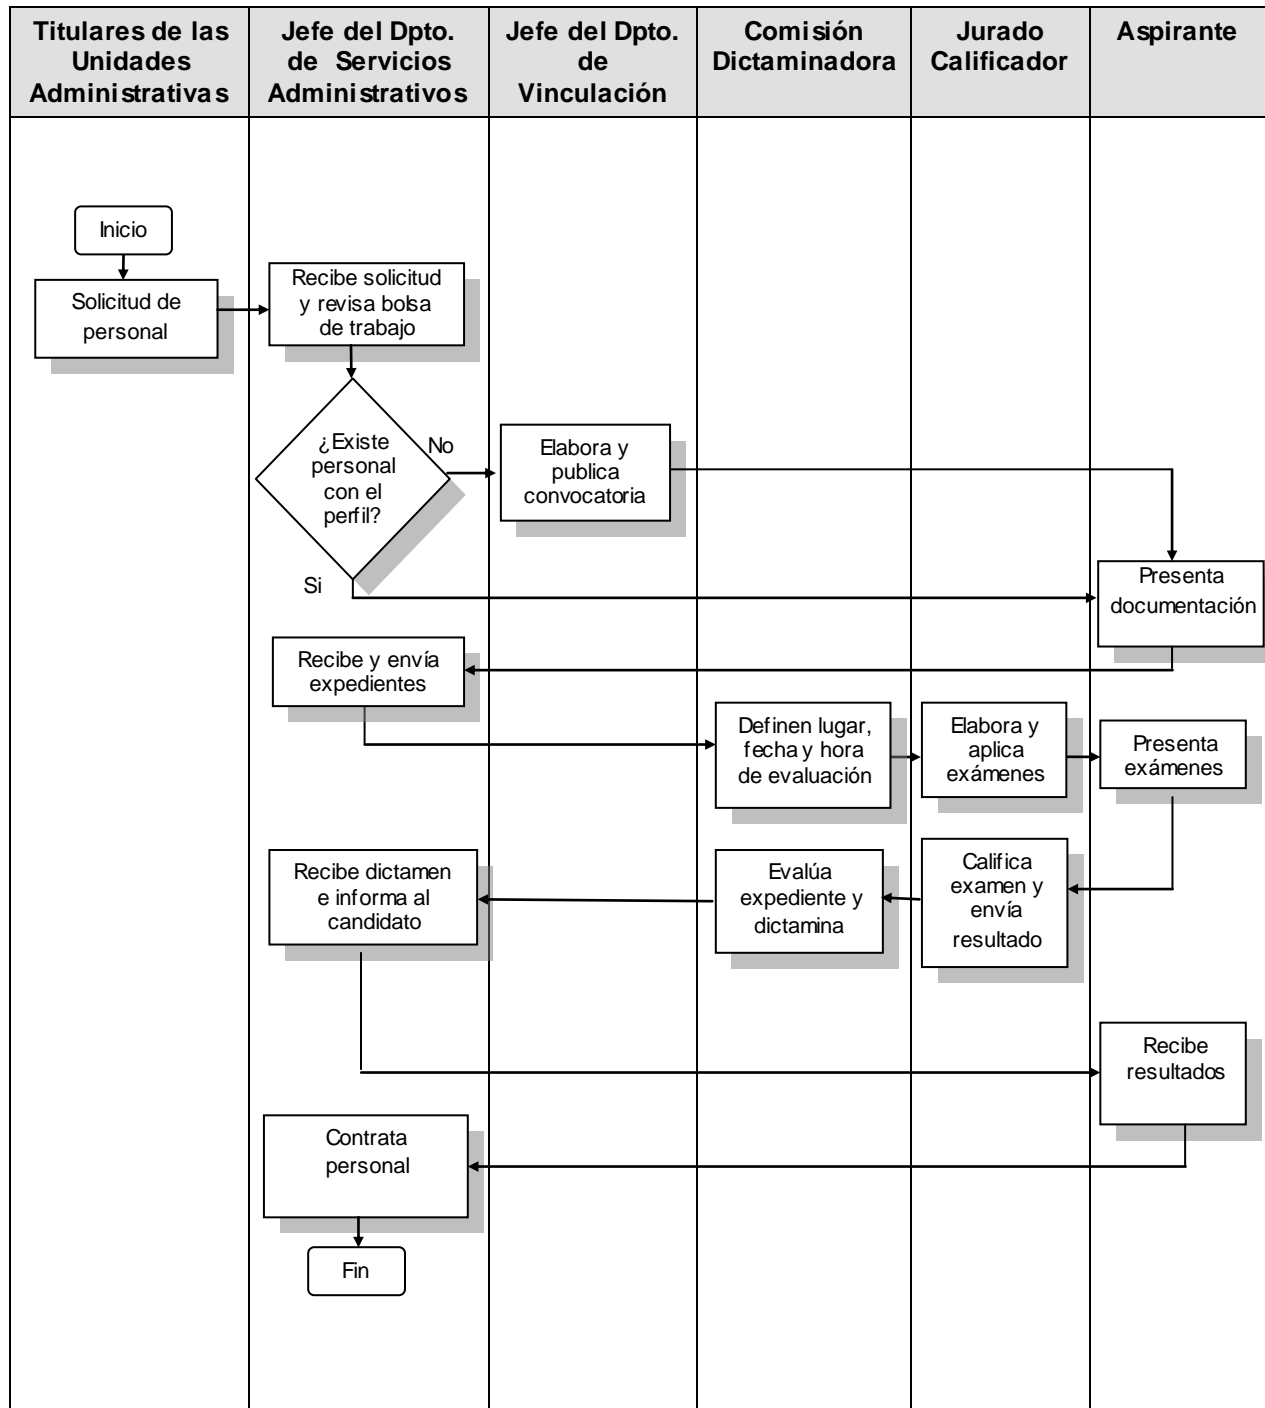 Titulares de las
Unidades
Administrativas
Jefe del Dpto.
de Servicios
Administrativos
Jefe del Dpto.
de
Vinculación
Comisión
Dictaminadora
Jurado
Calificador
Aspirante
Inicio
Solicitud de
personal
Recibe solicitud
y revisa bolsa
de trabajo
¿Existe
personal
con el
perfil?
No
Si
Elabora y
publica
convocatoria
Presenta
documentación
Recibe y envía
expedientes
Definen lugar,
fecha y hora
de evaluación
Elabora y
aplica
exámenes
Presenta
exámenes
Recibe dictamen
e informa al
candidato
Evalúa
expediente y
dictamina
Califica
examen y
envía
resultado
Recibe
resultados
Contrata
personal
Fin